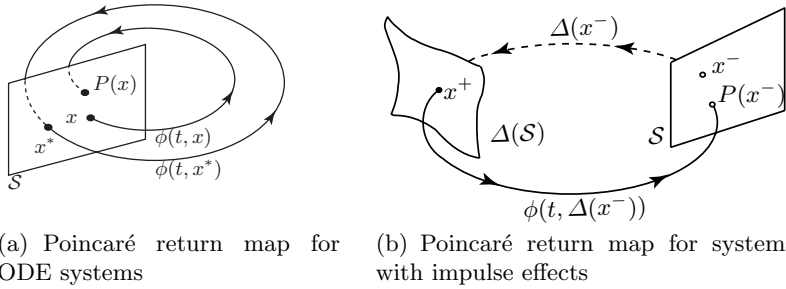 P(x)
x
x*
ϕ(t, x)
ϕ(t, x*)
S
Δ(x⁻)
x⁺
x⁻
P(x⁻)
Δ(S)
S
ϕ(t, Δ(x⁻))
(a) Poincaré return map for
ODE systems
(b) Poincaré return map for system
with impulse effects